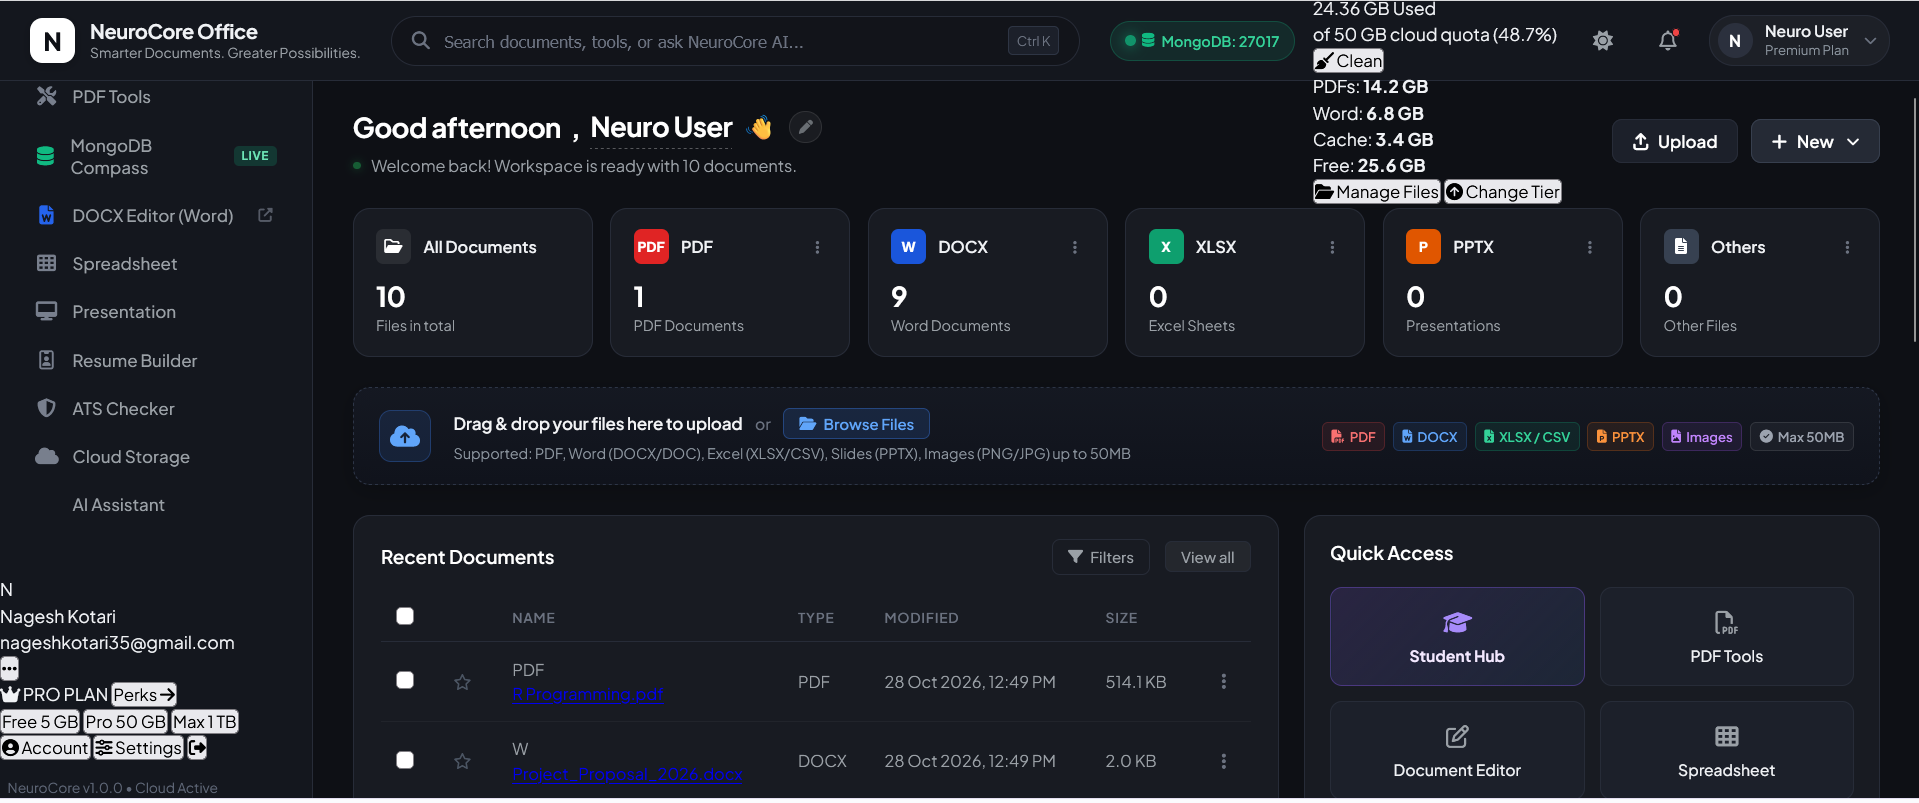 N
NeuroCore Office
Smarter Documents. Greater Possibilities.
Search documents, tools, or ask NeuroCore AI...
Ctrl K
MongoDB: 27017
24.36 GB Used
of 50 GB cloud quota (48.7%)
Clean
PDFs: 14.2 GB
Word: 6.8 GB
Cache: 3.4 GB
Free: 25.6 GB
Manage Files
Change Tier
N
Neuro User
Premium Plan
PDF Tools
MongoDB
Compass
LIVE
DOCX Editor (Word)
Spreadsheet
Presentation
Resume Builder
ATS Checker
Cloud Storage
AI Assistant
N
Nagesh Kotari
nageshkotari35@gmail.com
PRO PLAN
Perks
Free 5 GB
Pro 50 GB
Max 1 TB
Account
Settings
NeuroCore v1.0.0 • Cloud Active
Good afternoon , Neuro User
Welcome back! Workspace is ready with 10 documents.
Upload
New
All Documents
10
Files in total
PDF
PDF
1
PDF Documents
W
DOCX
9
Word Documents
X
XLSX
0
Excel Sheets
P
PPTX
0
Presentations
Others
0
Other Files
Drag & drop your files here to upload or
Browse Files
Supported: PDF, Word (DOCX/DOC), Excel (XLSX/CSV), Slides (PPTX), Images (PNG/JPG) up to 50MB
PDF
DOCX
XLSX / CSV
PPTX
Images
Max 50MB
Recent Documents
Filters
View all
NAME
TYPE
MODIFIED
SIZE
PDF
R Programming.pdf
PDF
28 Oct 2026, 12:49 PM
514.1 KB
W
Project_Proposal_2026.docx
DOCX
28 Oct 2026, 12:49 PM
2.0 KB
Quick Access
Student Hub
PDF Tools
Document Editor
Spreadsheet